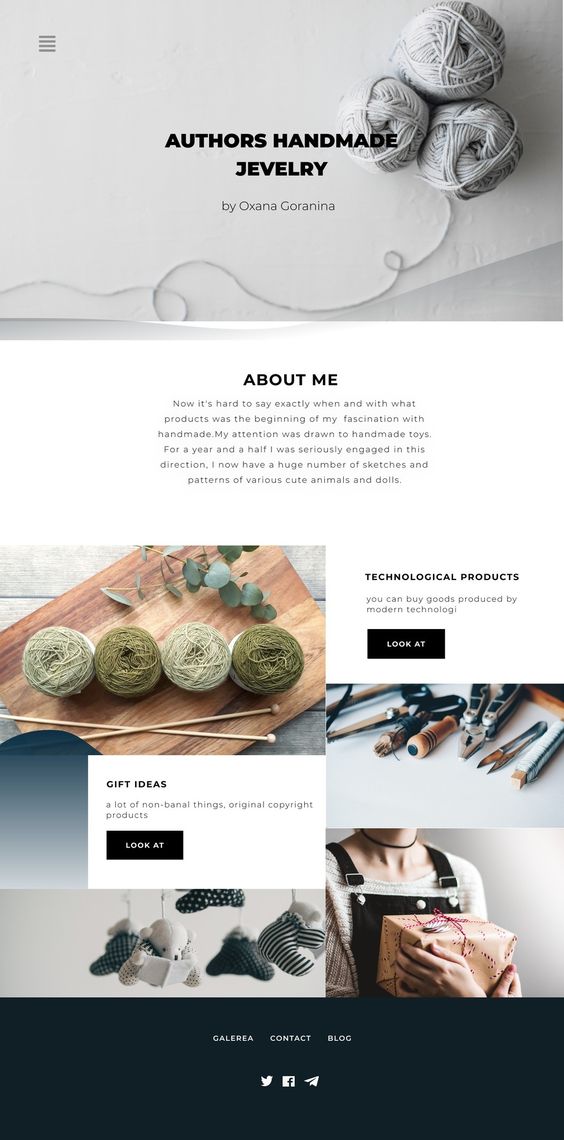 AUTHORS HANDMADE
JEVELRY
by Oxana Goranina
ABOUT ME
Now it's hard to say exactly when and with what
products was the beginning of my fascination with
handmade.My attention was drawn to handmade toys.
For a year and a half I was seriously engaged in this
direction, I now have a huge number of sketches and
patterns of various cute animals and dolls.
TECHNOLOGICAL PRODUCTS
you can buy goods produced by
modern technologi
LOOK AT
GIFT IDEAS
a lot of non-banal things, original copyright
products
LOOK AT
GALEREA CONTACT BLOG